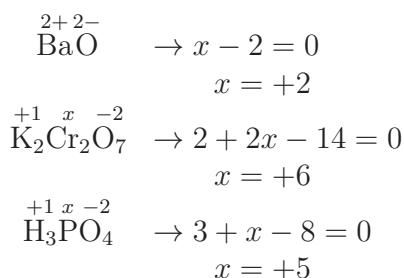 2+ 2−
BaO → x − 2 = 0
x = +2
+1 x −2
K₂Cr₂O₇ → 2 + 2x − 14 = 0
x = +6
+1 x −2
H₃PO₄ → 3 + x − 8 = 0
x = +5